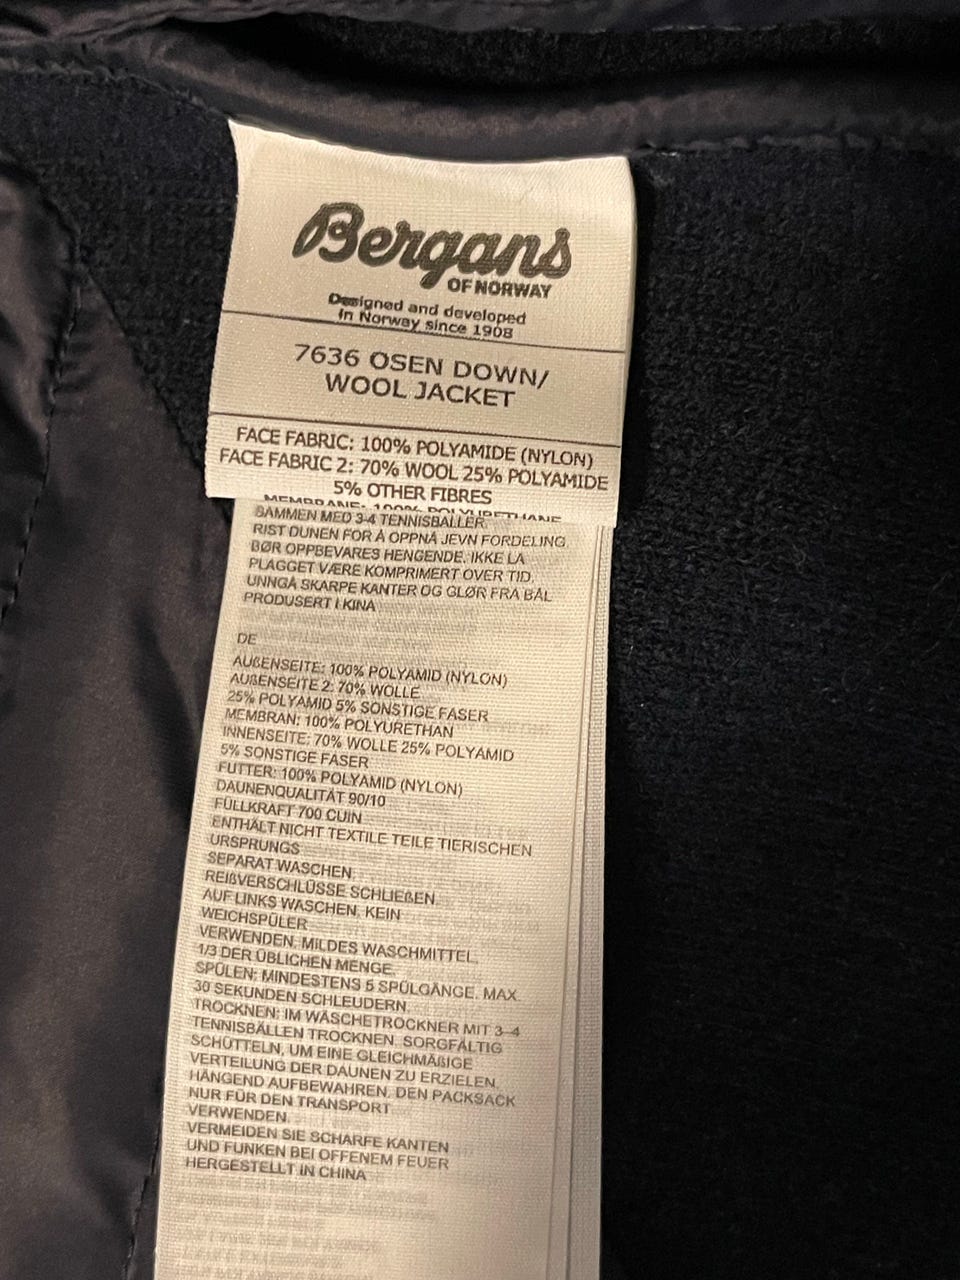 Bergans
OF NORWAY
Designed and developed
in Norway since 1908
7636 OSEN DOWN/
WOOL JACKET
FACE FABRIC: 100% POLYAMIDE (NYLON)
FACE FABRIC 2: 70% WOOL 25% POLYAMIDE
5% OTHER FIBRES
MEMBRANE: 100% POLYURETHANE
SAMMEN MED 3-4 TENNISBALLER.
RIST DUNEN FOR Å OPPNÅ JEVN FORDELING.
BØR OPPBEVARES HENGENDE. IKKE LA
PLAGGET VÆRE KOMPRIMERT OVER TID.
UNNGÅ SKARPE KANTER OG GLØR FRA BÅL
PRODUSERT I KINA
DE
AUßENSEITE: 100% POLYAMID (NYLON)
AUßENSEITE 2: 70% WOLLE
25% POLYAMID 5% SONSTIGE FASER
MEMBRAN: 100% POLYURETHAN
INNENSEITE: 70% WOLLE 25% POLYAMID
5% SONSTIGE FASER
FUTTER: 100% POLYAMID (NYLON)
DAUNENQUALITÄT 90/10
FÜLLKRAFT 700 CUIN
ENTHÄLT NICHT TEXTILE TEILE TIERISCHEN
URSPRUNGS
SEPARAT WASCHEN.
REIßVERSCHLÜSSE SCHLIEßEN.
AUF LINKS WASCHEN. KEIN
WEICHSPÜLER
VERWENDEN. MILDES WASCHMITTEL.
1/3 DER ÜBLICHEN MENGE.
SPÜLEN: MINDESTENS 5 SPÜLGÄNGE. MAX.
30 SEKUNDEN SCHLEUDERN.
TROCKNEN: IM WÄSCHETROCKNER MIT 3-4
TENNISBÄLLEN TROCKNEN. SORGFÄLTIG
SCHÜTTELN, UM EINE GLEICHMÄßIGE
VERTEILUNG DER DAUNEN ZU ERZIELEN.
HÄNGEND AUFBEWAHREN, DEN PACKSACK
NUR FÜR DEN TRANSPORT
VERWENDEN.
VERMEIDEN SIE SCHARFE KANTEN
UND FUNKEN BEI OFFENEM FEUER
HERGESTELLT IN CHINA